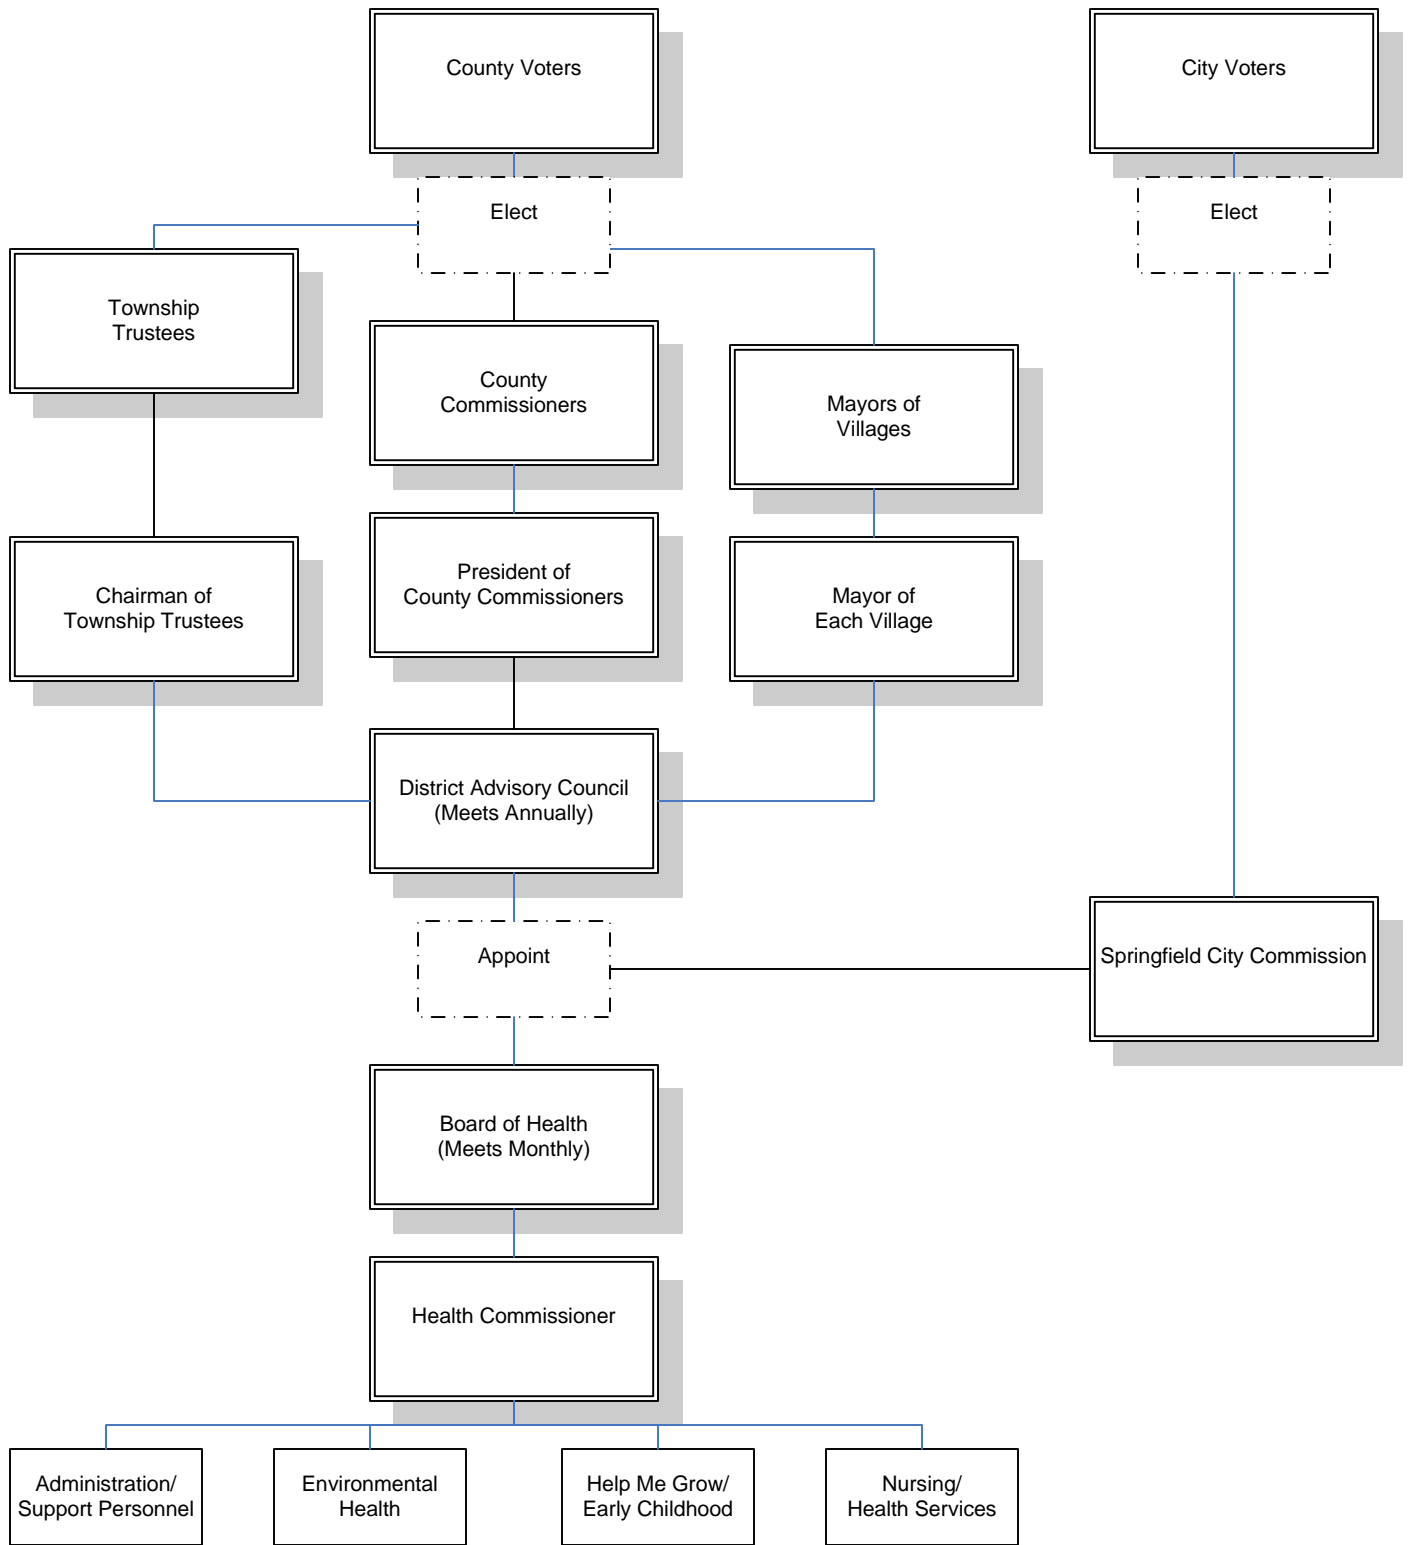 County Voters
City Voters
Elect
Elect
Township
Trustees
County
Commissioners
Mayors of
Villages
Chairman of
Township Trustees
President of
County Commissioners
Mayor of
Each Village
District Advisory Council
(Meets Annually)
Appoint
Springfield City Commission
Board of Health
(Meets Monthly)
Health Commissioner
Administration/
Support Personnel
Environmental
Health
Help Me Grow/
Early Childhood
Nursing/
Health Services